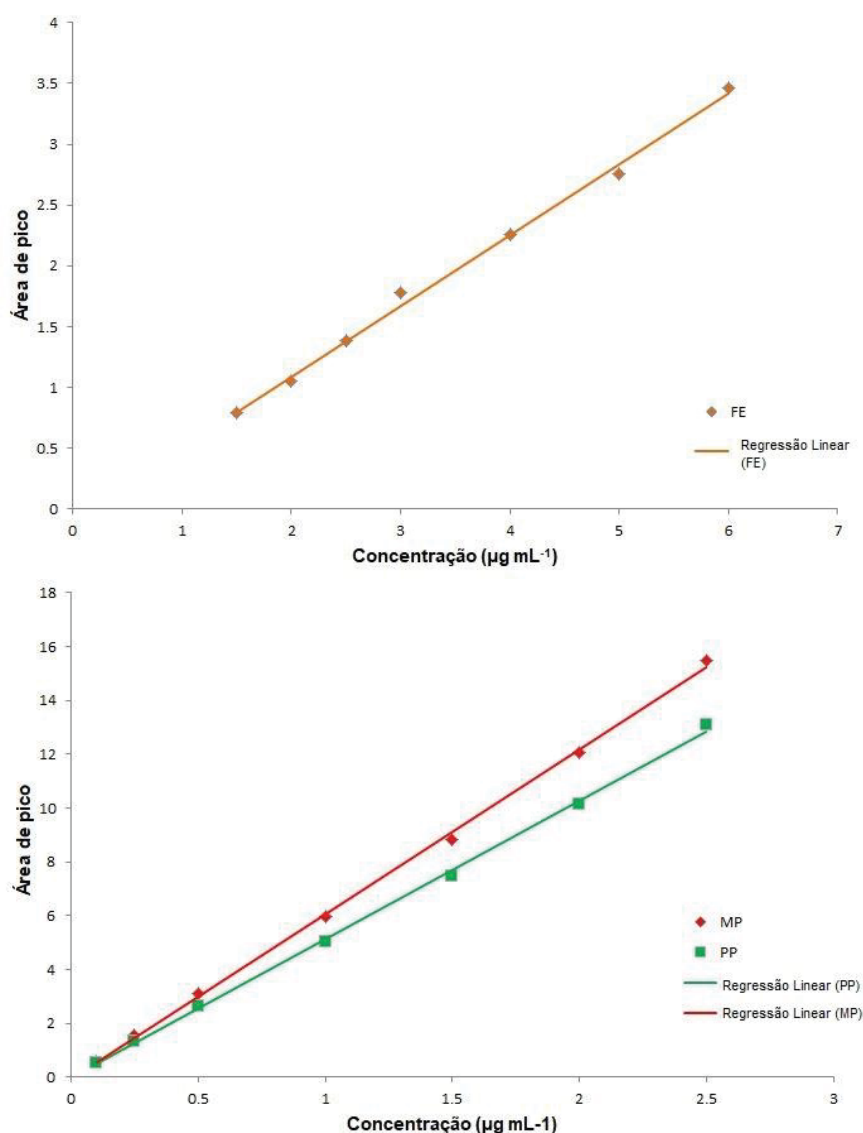 4
3.5
3
2.5
2
1.5
1
0.5
0
Área de pico
FE
Regressão Linear
(FE)
0 1 2 3 4 5 6 7
Concentração (µg mL-1)
18
16
14
12
10
8
6
4
2
0
Área de pico
MP
PP
Regressão Linear (PP)
Regressão Linear (MP)
0 0.5 1 1.5 2 2.5 3
Concentração (µg mL-1)